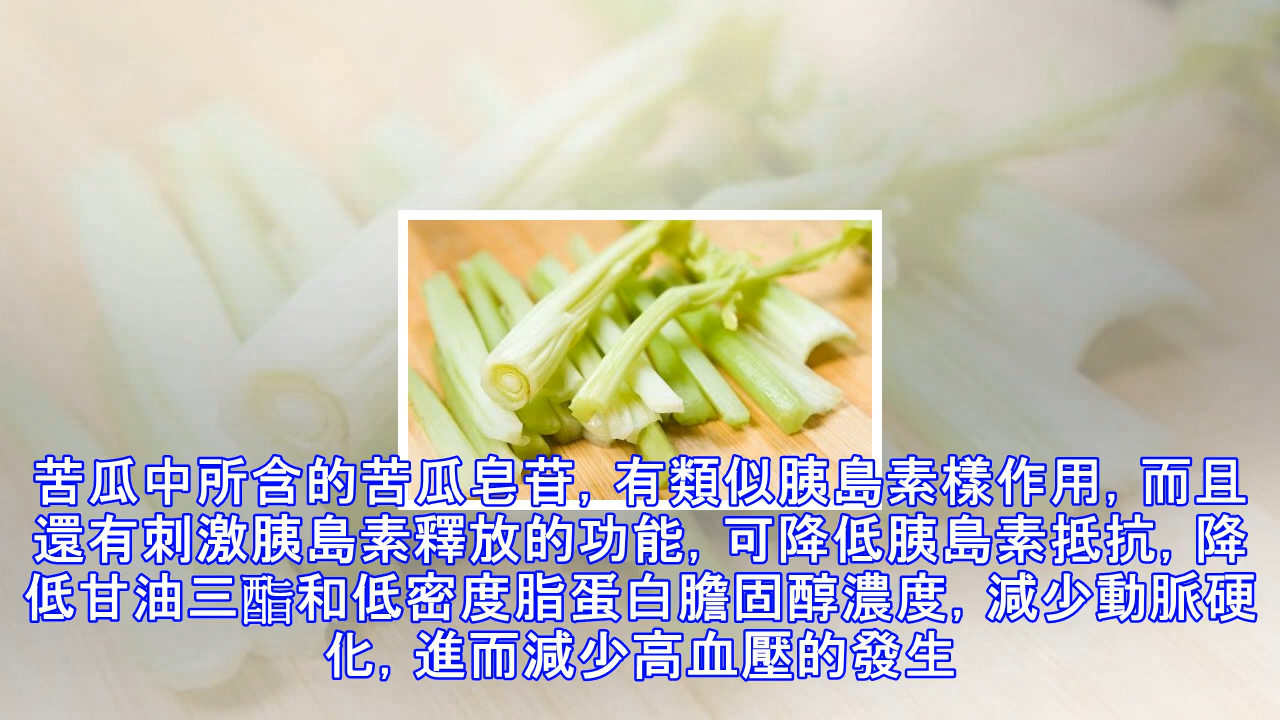 苦瓜中所含的苦瓜皂苷, 有類似胰島素樣作用, 而且
還有刺激胰島素釋放的功能, 可降低胰島素抵抗, 降
低甘油三酯和低密度脂蛋白膽固醇濃度, 減少動脈硬
化, 進而減少高血壓的發生